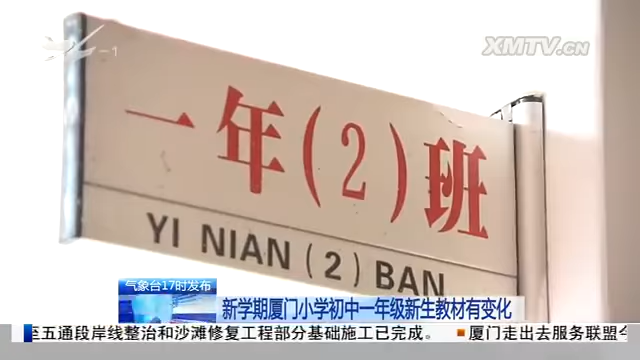 -1
XMTV.CN
一年(2)班
YI NIAN (2) BAN
气象台17时发布
新学期厦门小学初中一年级新生教材有变化
至五通段岸线整治和沙滩修复工程部分基础施工已完成。 ■厦门走出去服务联盟今